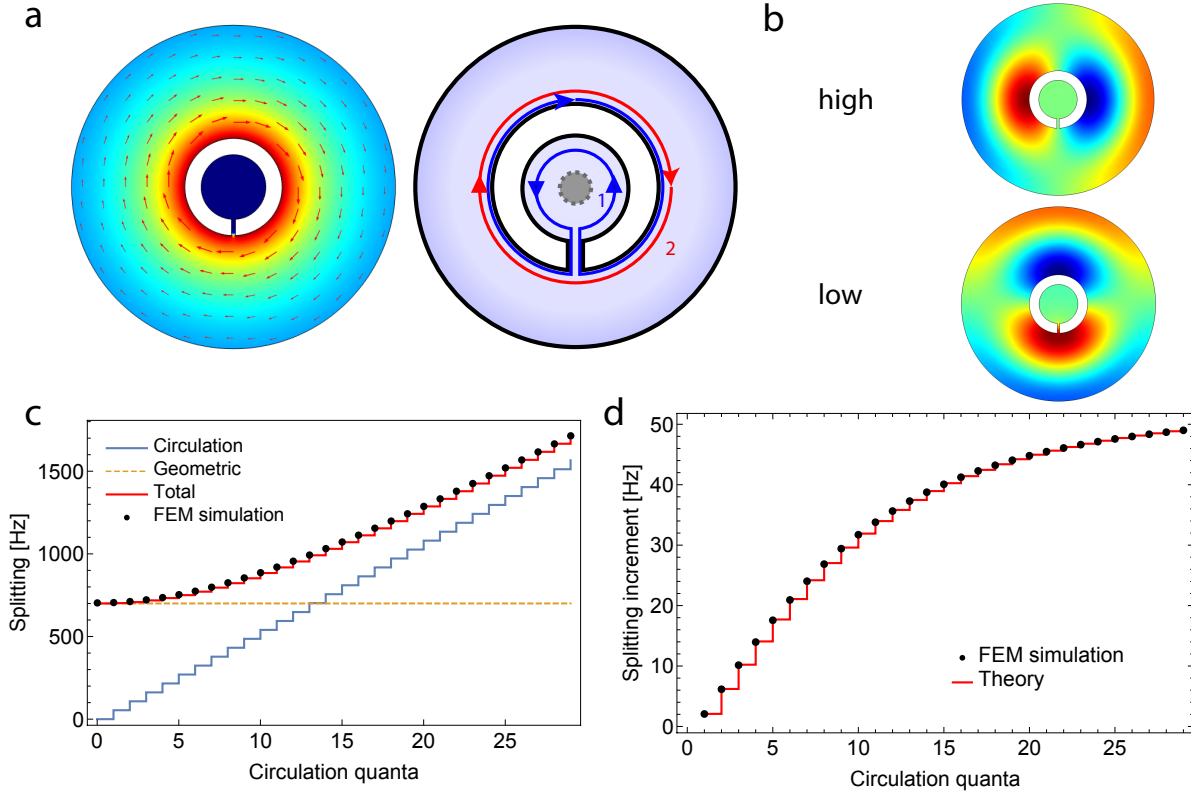 a
1
2
b
high
low
c
Circulation
Geometric
Total
FEM simulation
Splitting [Hz]
1500
1000
500
0
0 5 10 15 20 25
Circulation quanta
d
Splitting increment [Hz]
50
40
30
20
10
0
FEM simulation
Theory
0 5 10 15 20 25
Circulation quanta